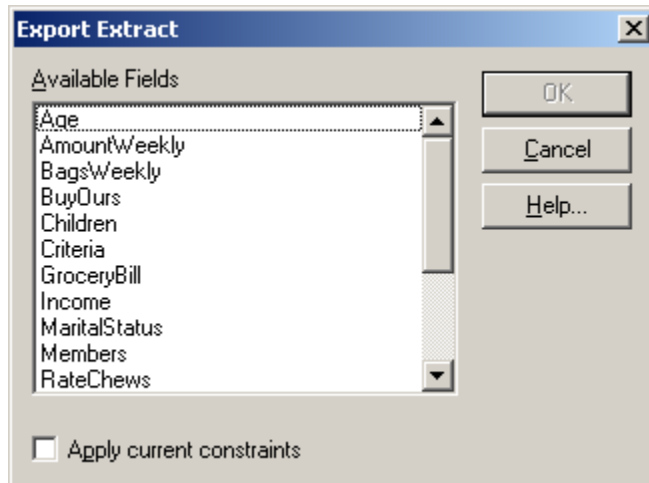 Export Extract
Available Fields
OK
Age
AmountWeekly
Cancel
BagsWeekly
BuyOurs
Help...
Children
Criteria
GroceryBill
Income
MaritalStatus
Members
RateChews
Apply current constraints